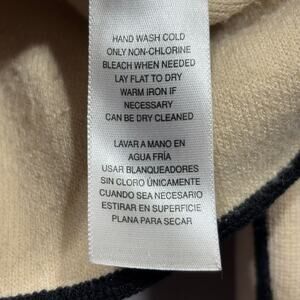 HAND WASH COLD
ONLY NON-CHLORINE
BLEACH WHEN NEEDED
LAY FLAT TO DRY
WARM IRON IF
NECESSARY
CAN BE DRY CLEANED
LAVAR A MANO EN
AGUA FRÍA
USAR BLANQUEADORES
SIN CLORO ÚNICAMENTE
CUANDO SEA NECESARIO
ESTIRAR EN SUPERFICIE
PLANA PARA SECAR